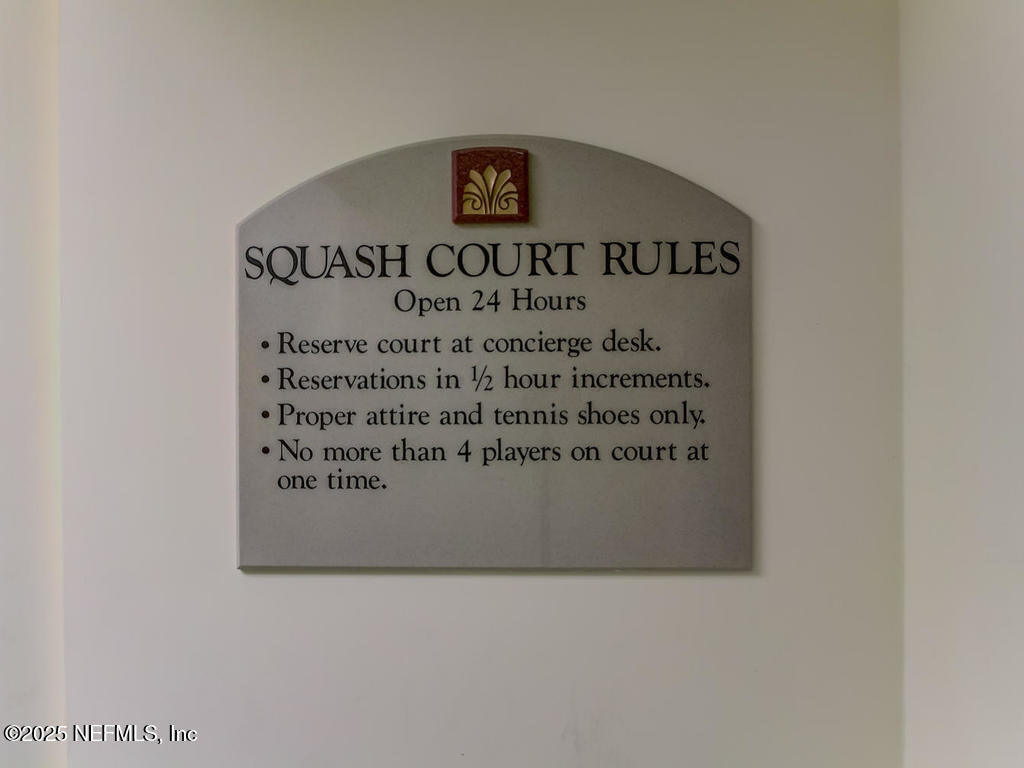 SQUASH COURT RULES
Open 24 Hours
• Reserve court at concierge desk.
• Reservations in ½ hour increments.
• Proper attire and tennis shoes only.
• No more than 4 players on court at
one time.
©2025 NEFMLS, Inc